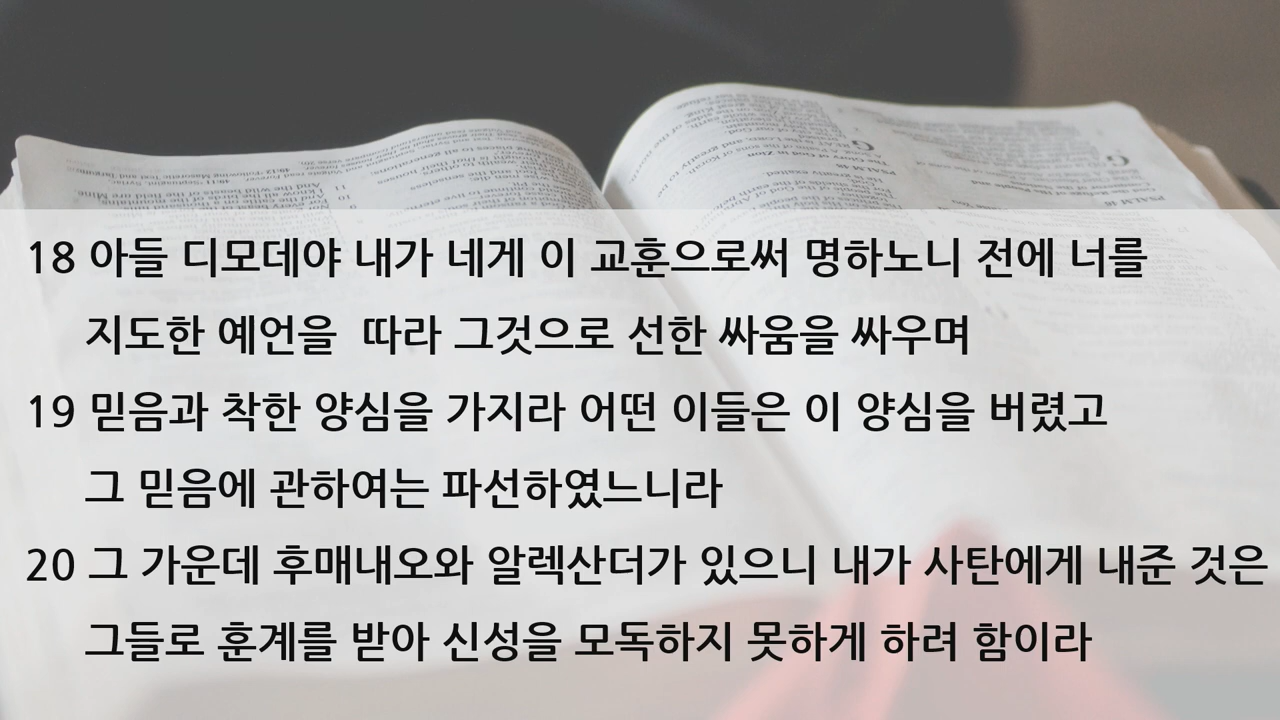 18 아들 디모데야 내가 네게 이 교훈으로써 명하노니 전에 너를
지도한 예언을 따라 그것으로 선한 싸움을 싸우며
19 믿음과 착한 양심을 가지라 어떤 이들은 이 양심을 버렸고
그 믿음에 관하여는 파선하였느니라
20 그 가운데 후매내오와 알렉산더가 있으니 내가 사탄에게 내준 것은
그들로 훈계를 받아 신성을 모독하지 못하게 하려 함이라